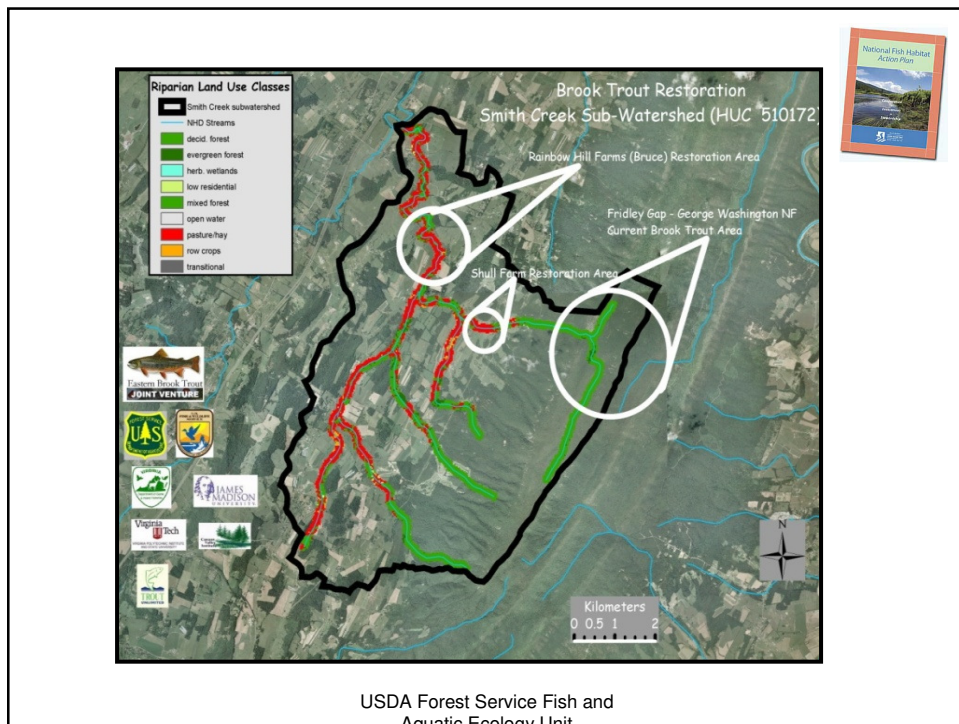 National Fish Habitat
Action Plan
Riparian Land Use Classes
Smith Creek subwatershed
NHD Streams
decid. forest
evergreen forest
herb. wetlands
low residential
mixed forest
open water
pasture/hay
row crops
transitional
Brook Trout Restoration
Smith Creek Sub-Watershed (HUC 510172)
Rainbow Hill Farms (Bruce) Restoration Area
Fridley Gap - George Washington NF
Current Brook Trout Area
Shull Farm Restoration Area
Eastern Brook Trout
JOINT VENTURE
U S
VIRGINIA
JAMES
MADISON
UNIVERSITY
Virginia
Tech
TROUT
UNLIMITED
N
Kilometers
0 0.5 1 2
USDA Forest Service Fish and
Aquatic Ecology Unit